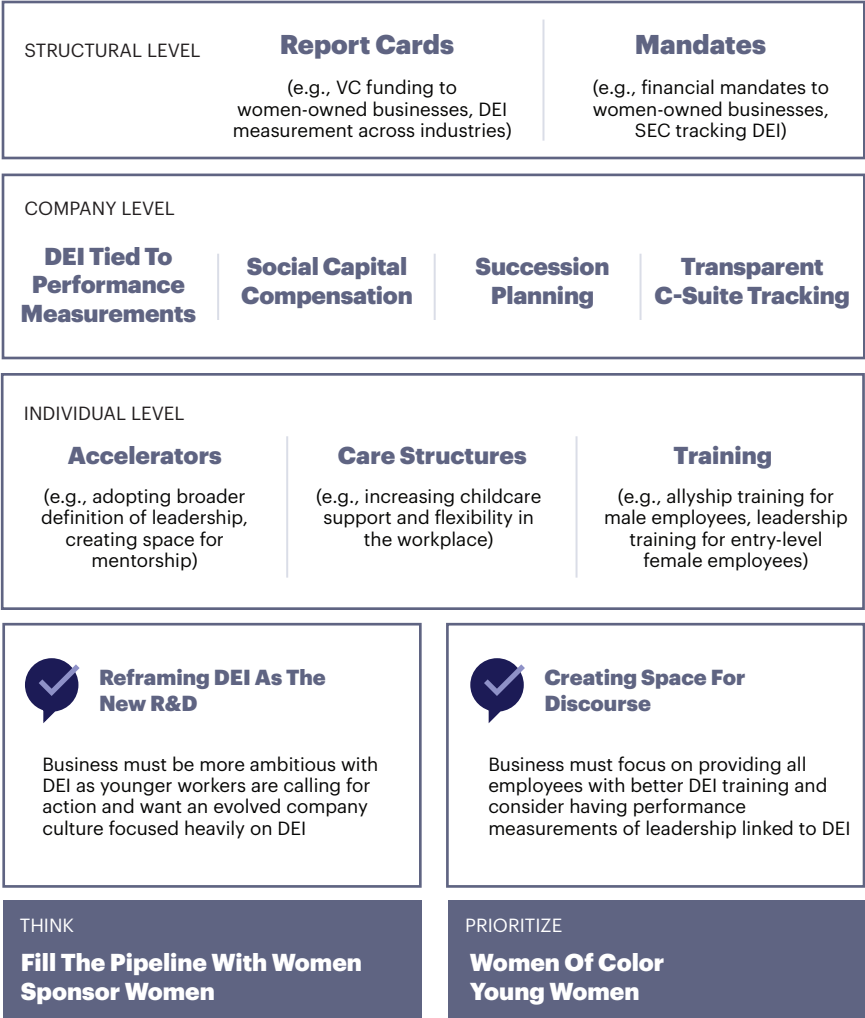 STRUCTURAL LEVEL
Report Cards
(e.g., VC funding to
women-owned businesses, DEI
measurement across industries)
Mandates
(e.g., financial mandates to
women-owned businesses,
SEC tracking DEI)
COMPANY LEVEL
DEI Tied To
Performance
Measurements
Social Capital
Compensation
Succession
Planning
Transparent
C-Suite Tracking
INDIVIDUAL LEVEL
Accelerators
(e.g., adopting broader
definition of leadership,
creating space for
mentorship)
Care Structures
(e.g., increasing childcare
support and flexibility in
the workplace)
Training
(e.g., allyship training for
male employees, leadership
training for entry-level
female employees)
Reframing DEI As The
New R&D
Business must be more ambitious with
DEI as younger workers are calling for
action and want an evolved company
culture focused heavily on DEI
Creating Space For
Discourse
Business must focus on providing all
employees with better DEI training and
consider having performance
measurements of leadership linked to DEI
THINK
Fill The Pipeline With Women
Sponsor Women
PRIORITIZE
Women Of Color
Young Women